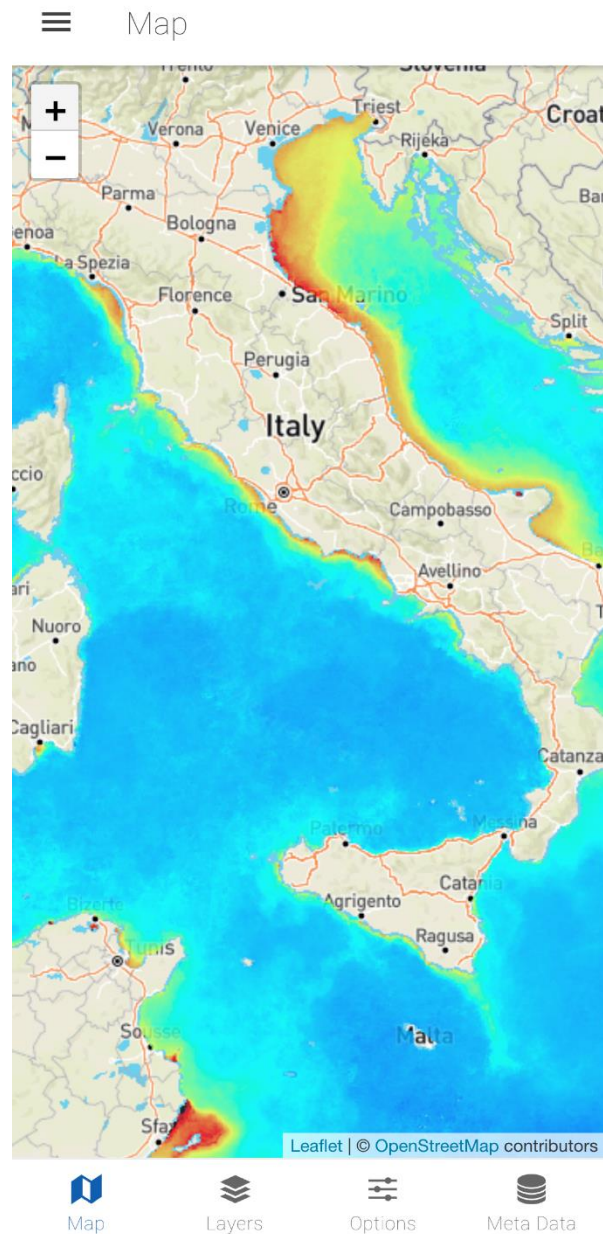 Map
Slovenia
Trento
+
Triest
Croat
Verona
Venice
Rijeka
−
Parma
Bologna
enoa
La Spezia
Florence
San Marino
Split
Perugia
Italy
ccio
Rome
Campobasso
Avellino
ari
Nuoro
ano
Cagliari
Catanza
Palermo
Messina
Agrigento
Catania
Bizerte
Ragusa
Tunis
Sousse
Malta
Sfax
Leaflet | © OpenStreetMap contributors
Map
Layers
Options
Meta Data